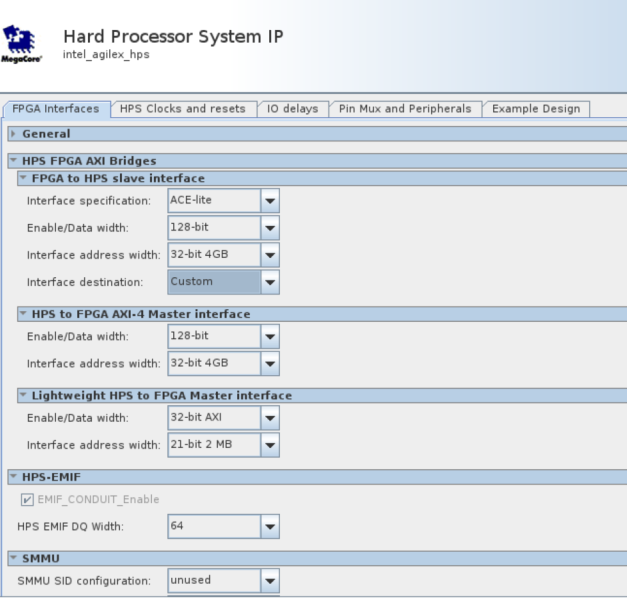 Hard Processor System IP
intel_agilex_hps
MegaCore®
FPGA Interfaces HPS Clocks and resets IO delays Pin Mux and Peripherals Example Design
General
HPS FPGA AXI Bridges
FPGA to HPS slave interface
Interface specification: ACE-lite
Enable/Data width: 128-bit
Interface address width: 32-bit 4GB
Interface destination: Custom
HPS to FPGA AXI-4 Master interface
Enable/Data width: 128-bit
Interface address width: 32-bit 4GB
Lightweight HPS to FPGA Master interface
Enable/Data width: 32-bit AXI
Interface address width: 21-bit 2 MB
HPS-EMIF
EMIF_CONDUIT_Enable
HPS EMIF DQ Width: 64
SMMU
SMMU SID configuration: unused